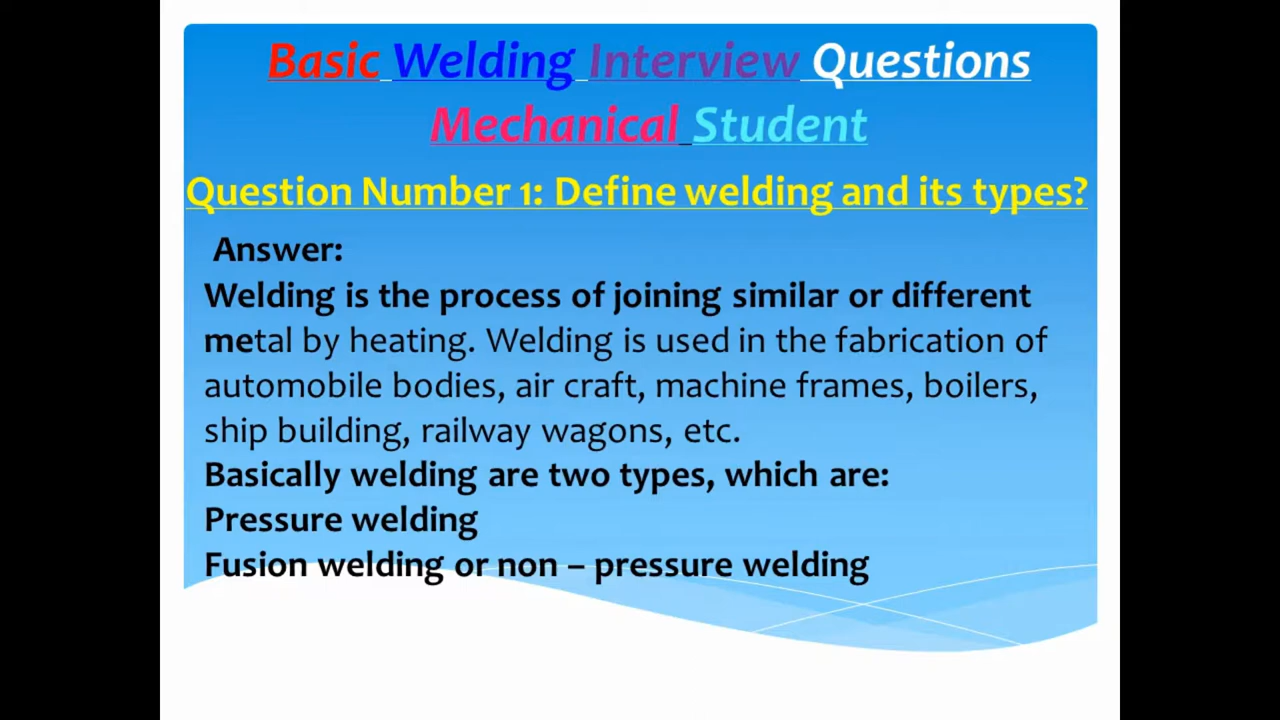 Basic Welding Interview Questions
Mechanical Student
Question Number 1: Define welding and its types?
Answer:
Welding is the process of joining similar or different
metal by heating. Welding is used in the fabrication of
automobile bodies, air craft, machine frames, boilers,
ship building, railway wagons, etc.
Basically welding are two types, which are:
Pressure welding
Fusion welding or non – pressure welding